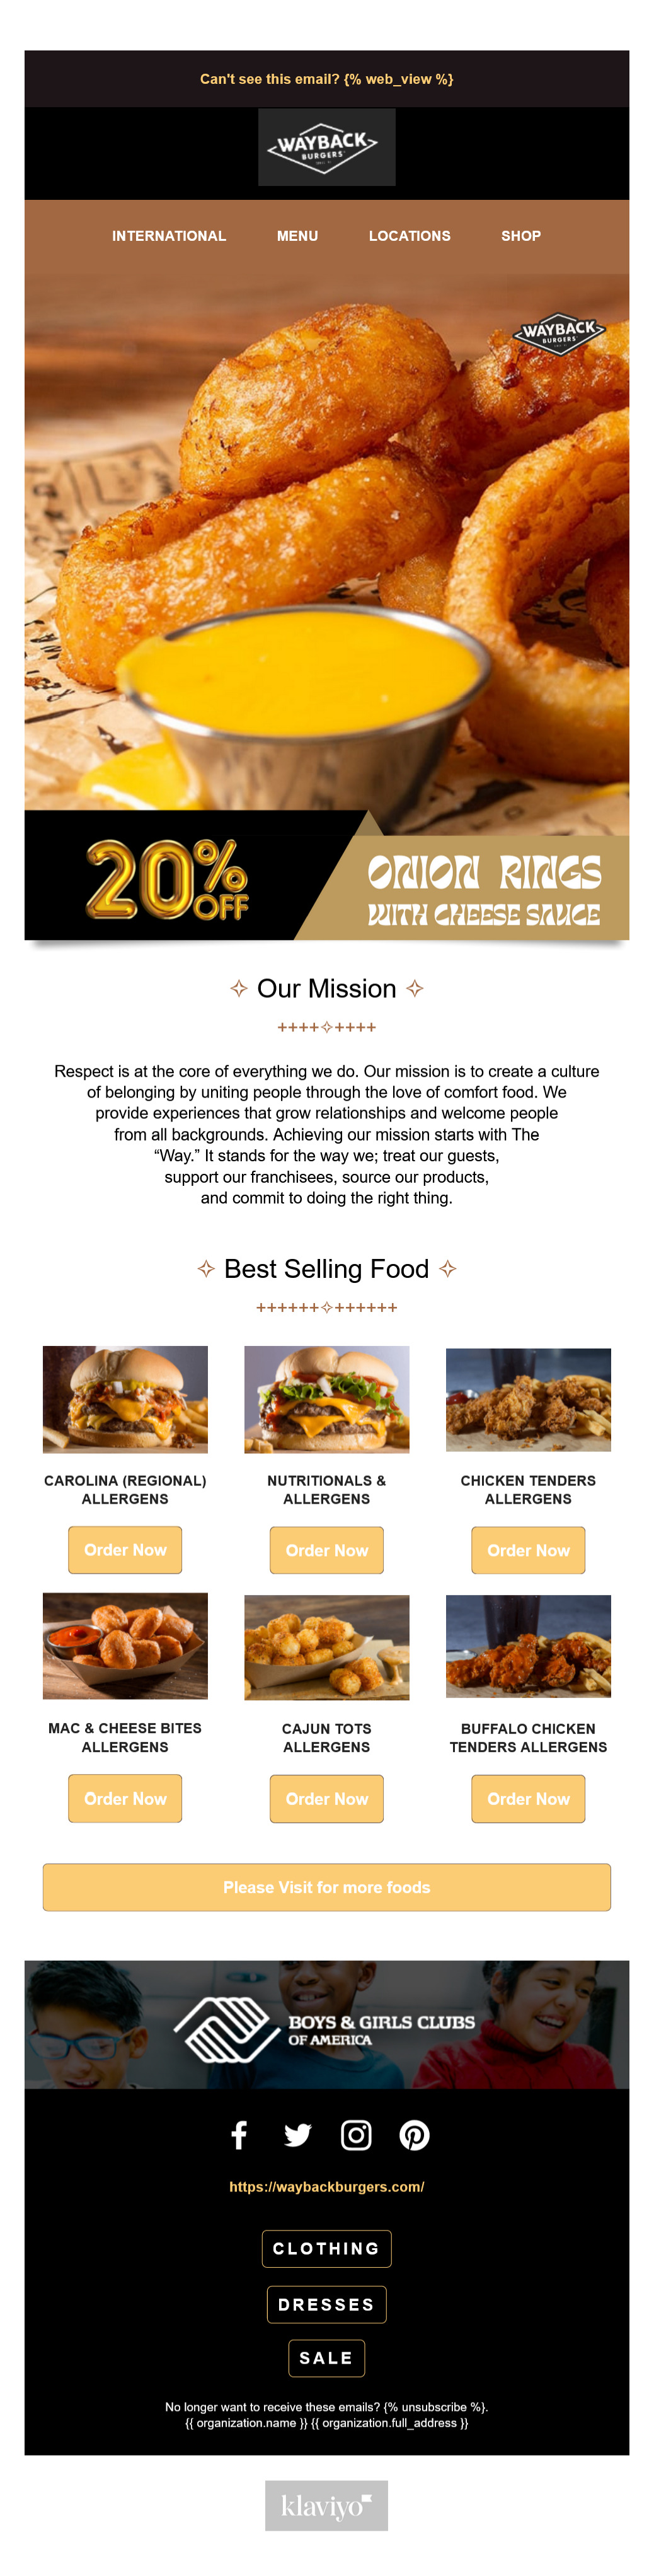 Can't see this email? {% web_view %}
WAYBACK
BURGERS
INTERNATIONAL MENU LOCATIONS SHOP
WAYBACK
BURGERS
20% OFF
ONION RINGS
WITH CHEESE SAUCE
✧ Our Mission ✧
++++✧++++
Respect is at the core of everything we do. Our mission is to create a culture
of belonging by uniting people through the love of comfort food. We
provide experiences that grow relationships and welcome people
from all backgrounds. Achieving our mission starts with The
“Way.” It stands for the way we; treat our guests,
support our franchisees, source our products,
and commit to doing the right thing.
✧ Best Selling Food ✧
++++++✧++++++
CAROLINA (REGIONAL)
ALLERGENS
Order Now
NUTRITIONALS &
ALLERGENS
Order Now
CHICKEN TENDERS
ALLERGENS
Order Now
MAC & CHEESE BITES
ALLERGENS
Order Now
CAJUN TOTS
ALLERGENS
Order Now
BUFFALO CHICKEN
TENDERS ALLERGENS
Order Now
Please Visit for more foods
BOYS & GIRLS CLUBS
OF AMERICA
https://waybackburgers.com/
CLOTHING
DRESSES
SALE
No longer want to receive these emails? {% unsubscribe %}.
{{ organization.name }} {{ organization.full_address }}
klaviyo